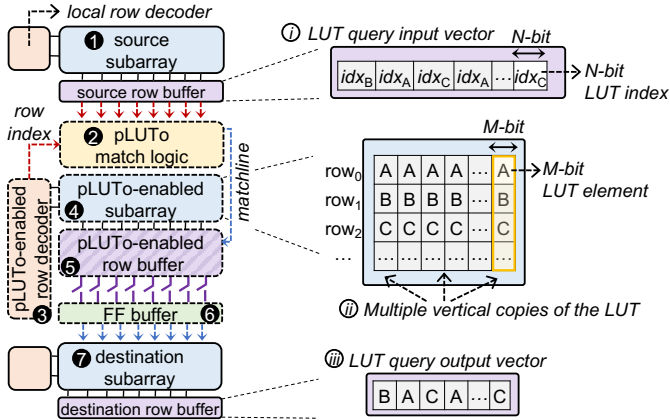 local row decoder
1 source
subarray
source row buffer
row
index
2 pLUTo
match logic
matchline
pLUTo-enabled
row decoder
3
pLUTo-enabled
4 subarray
pLUTo-enabled
5 row buffer
FF buffer 6
7 destination
subarray
destination row buffer
i LUT query input vector
N-bit
idxB idxA idxC idxA ... idxC
N-bit
LUT index
M-bit
row0 A A A A ... A
M-bit
LUT element
row1 B B B B ... B
row2 C C C C ... C
... ... ... ... ... ...
ii Multiple vertical copies of the LUT
iii LUT query output vector
B A C A ... C